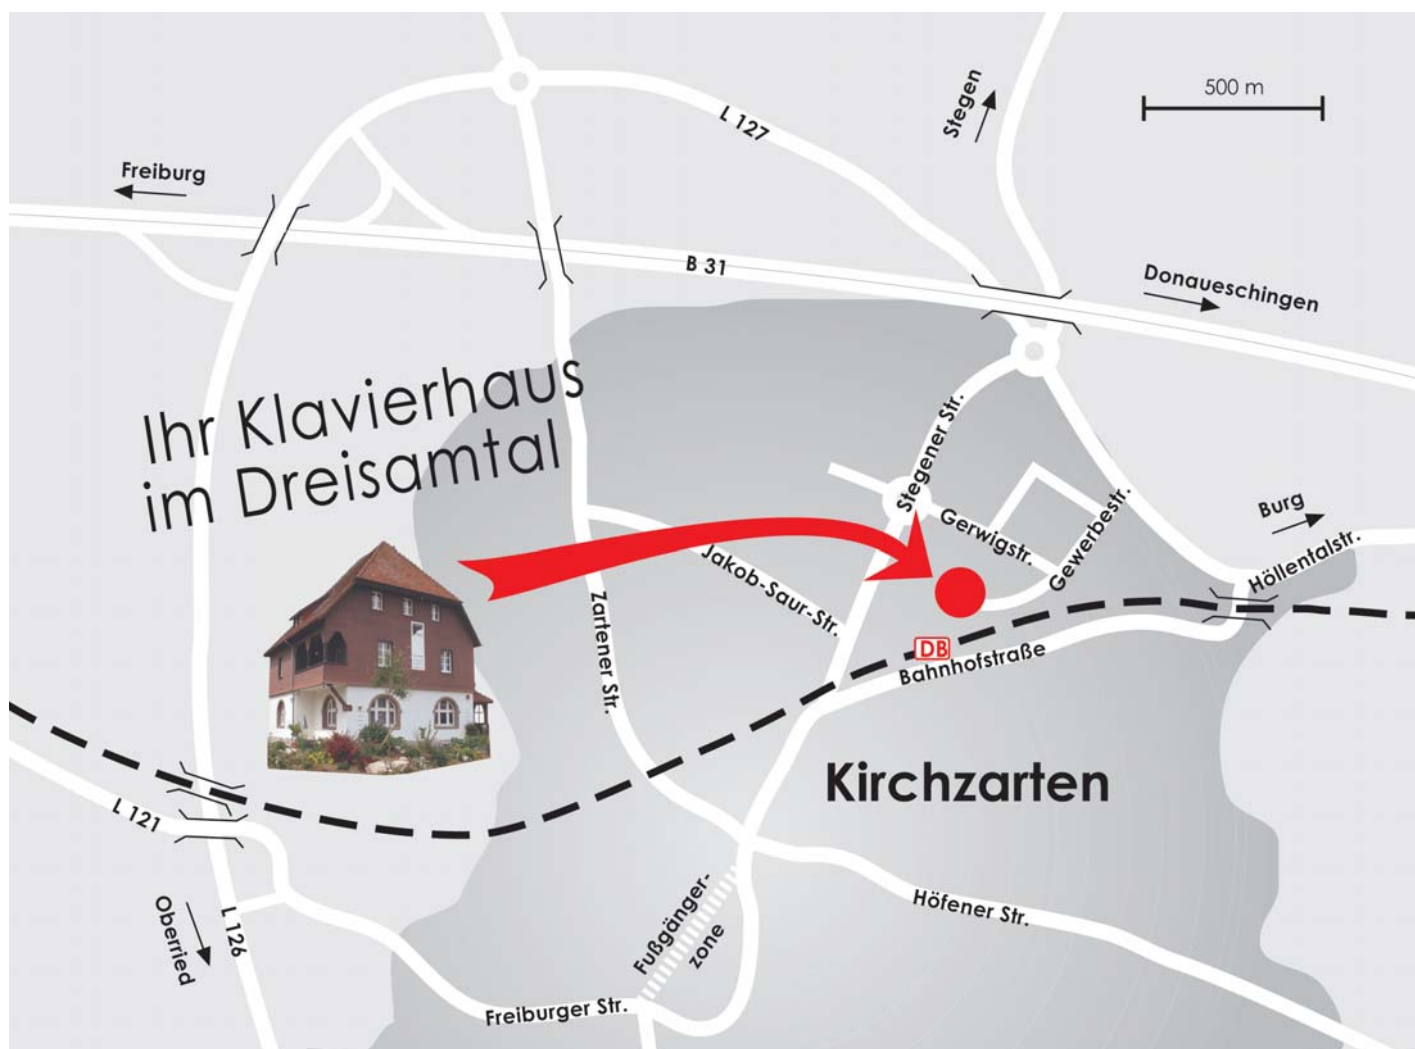 500 m
Stegen
L 127
Freiburg
B 31
Donaueschingen
Ihr Klavierhaus
im Dreisamtal
Stegener Str.
Gerwigstr.
Gewerbestr.
Burg
Höllentalstr.
Jakob-Saur-Str.
Zartener Str.
DB
Bahnhofstraße
Kirchzarten
L 121
Oberried
L 126
Fußgänger-
zone
Höfener Str.
Freiburger Str.